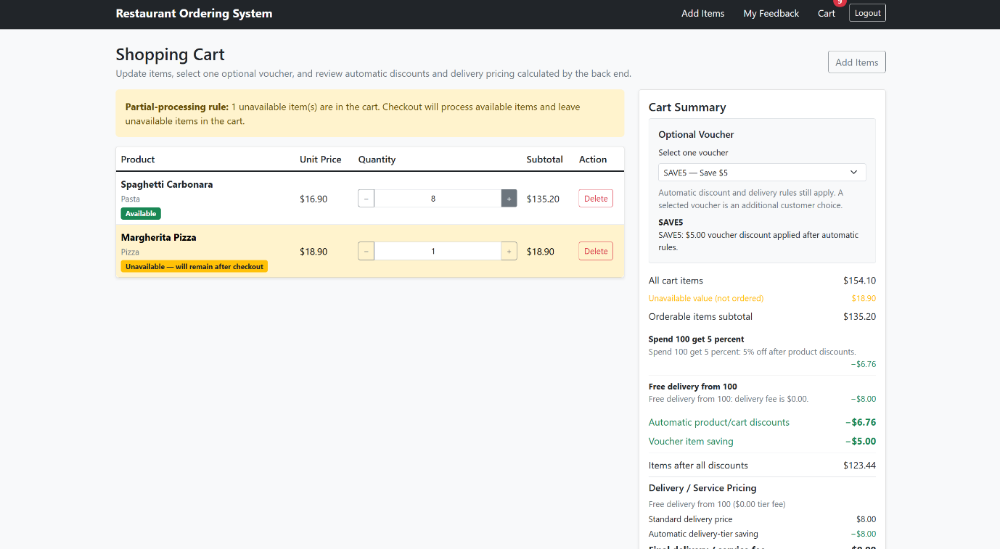 Restaurant Ordering System
Add Items
My Feedback
Cart
9
Logout
Shopping Cart
Update items, select one optional voucher, and review automatic discounts and delivery pricing calculated by the back end.
Add Items
Partial-processing rule: 1 unavailable item(s) are in the cart. Checkout will process available items and leave
unavailable items in the cart.
Product Unit Price Quantity Subtotal Action
Spaghetti Carbonara
Pasta
Available
$16.90 − 8 + $135.20 Delete
Margherita Pizza
Pizza
Unavailable — will remain after checkout
$18.90 − 1 + $18.90 Delete
Cart Summary
Optional Voucher
Select one voucher
SAVE5 — Save $5
Automatic discount and delivery rules still apply. A
selected voucher is an additional customer choice.
SAVE5
SAVE5: $5.00 voucher discount applied after automatic
rules.
All cart items $154.10
Unavailable value (not ordered) $18.90
Orderable items subtotal $135.20
Spend 100 get 5 percent
Spend 100 get 5 percent: 5% off after product discounts.
−$6.76
Free delivery from 100
Free delivery from 100: delivery fee is $0.00. −$8.00
Automatic product/cart discounts −$6.76
Voucher item saving −$5.00
Items after all discounts $123.44
Delivery / Service Pricing
Free delivery from 100 ($0.00 tier fee)
Standard delivery price $8.00
Automatic delivery-tier saving −$8.00
Final delivery / service fee $0.00